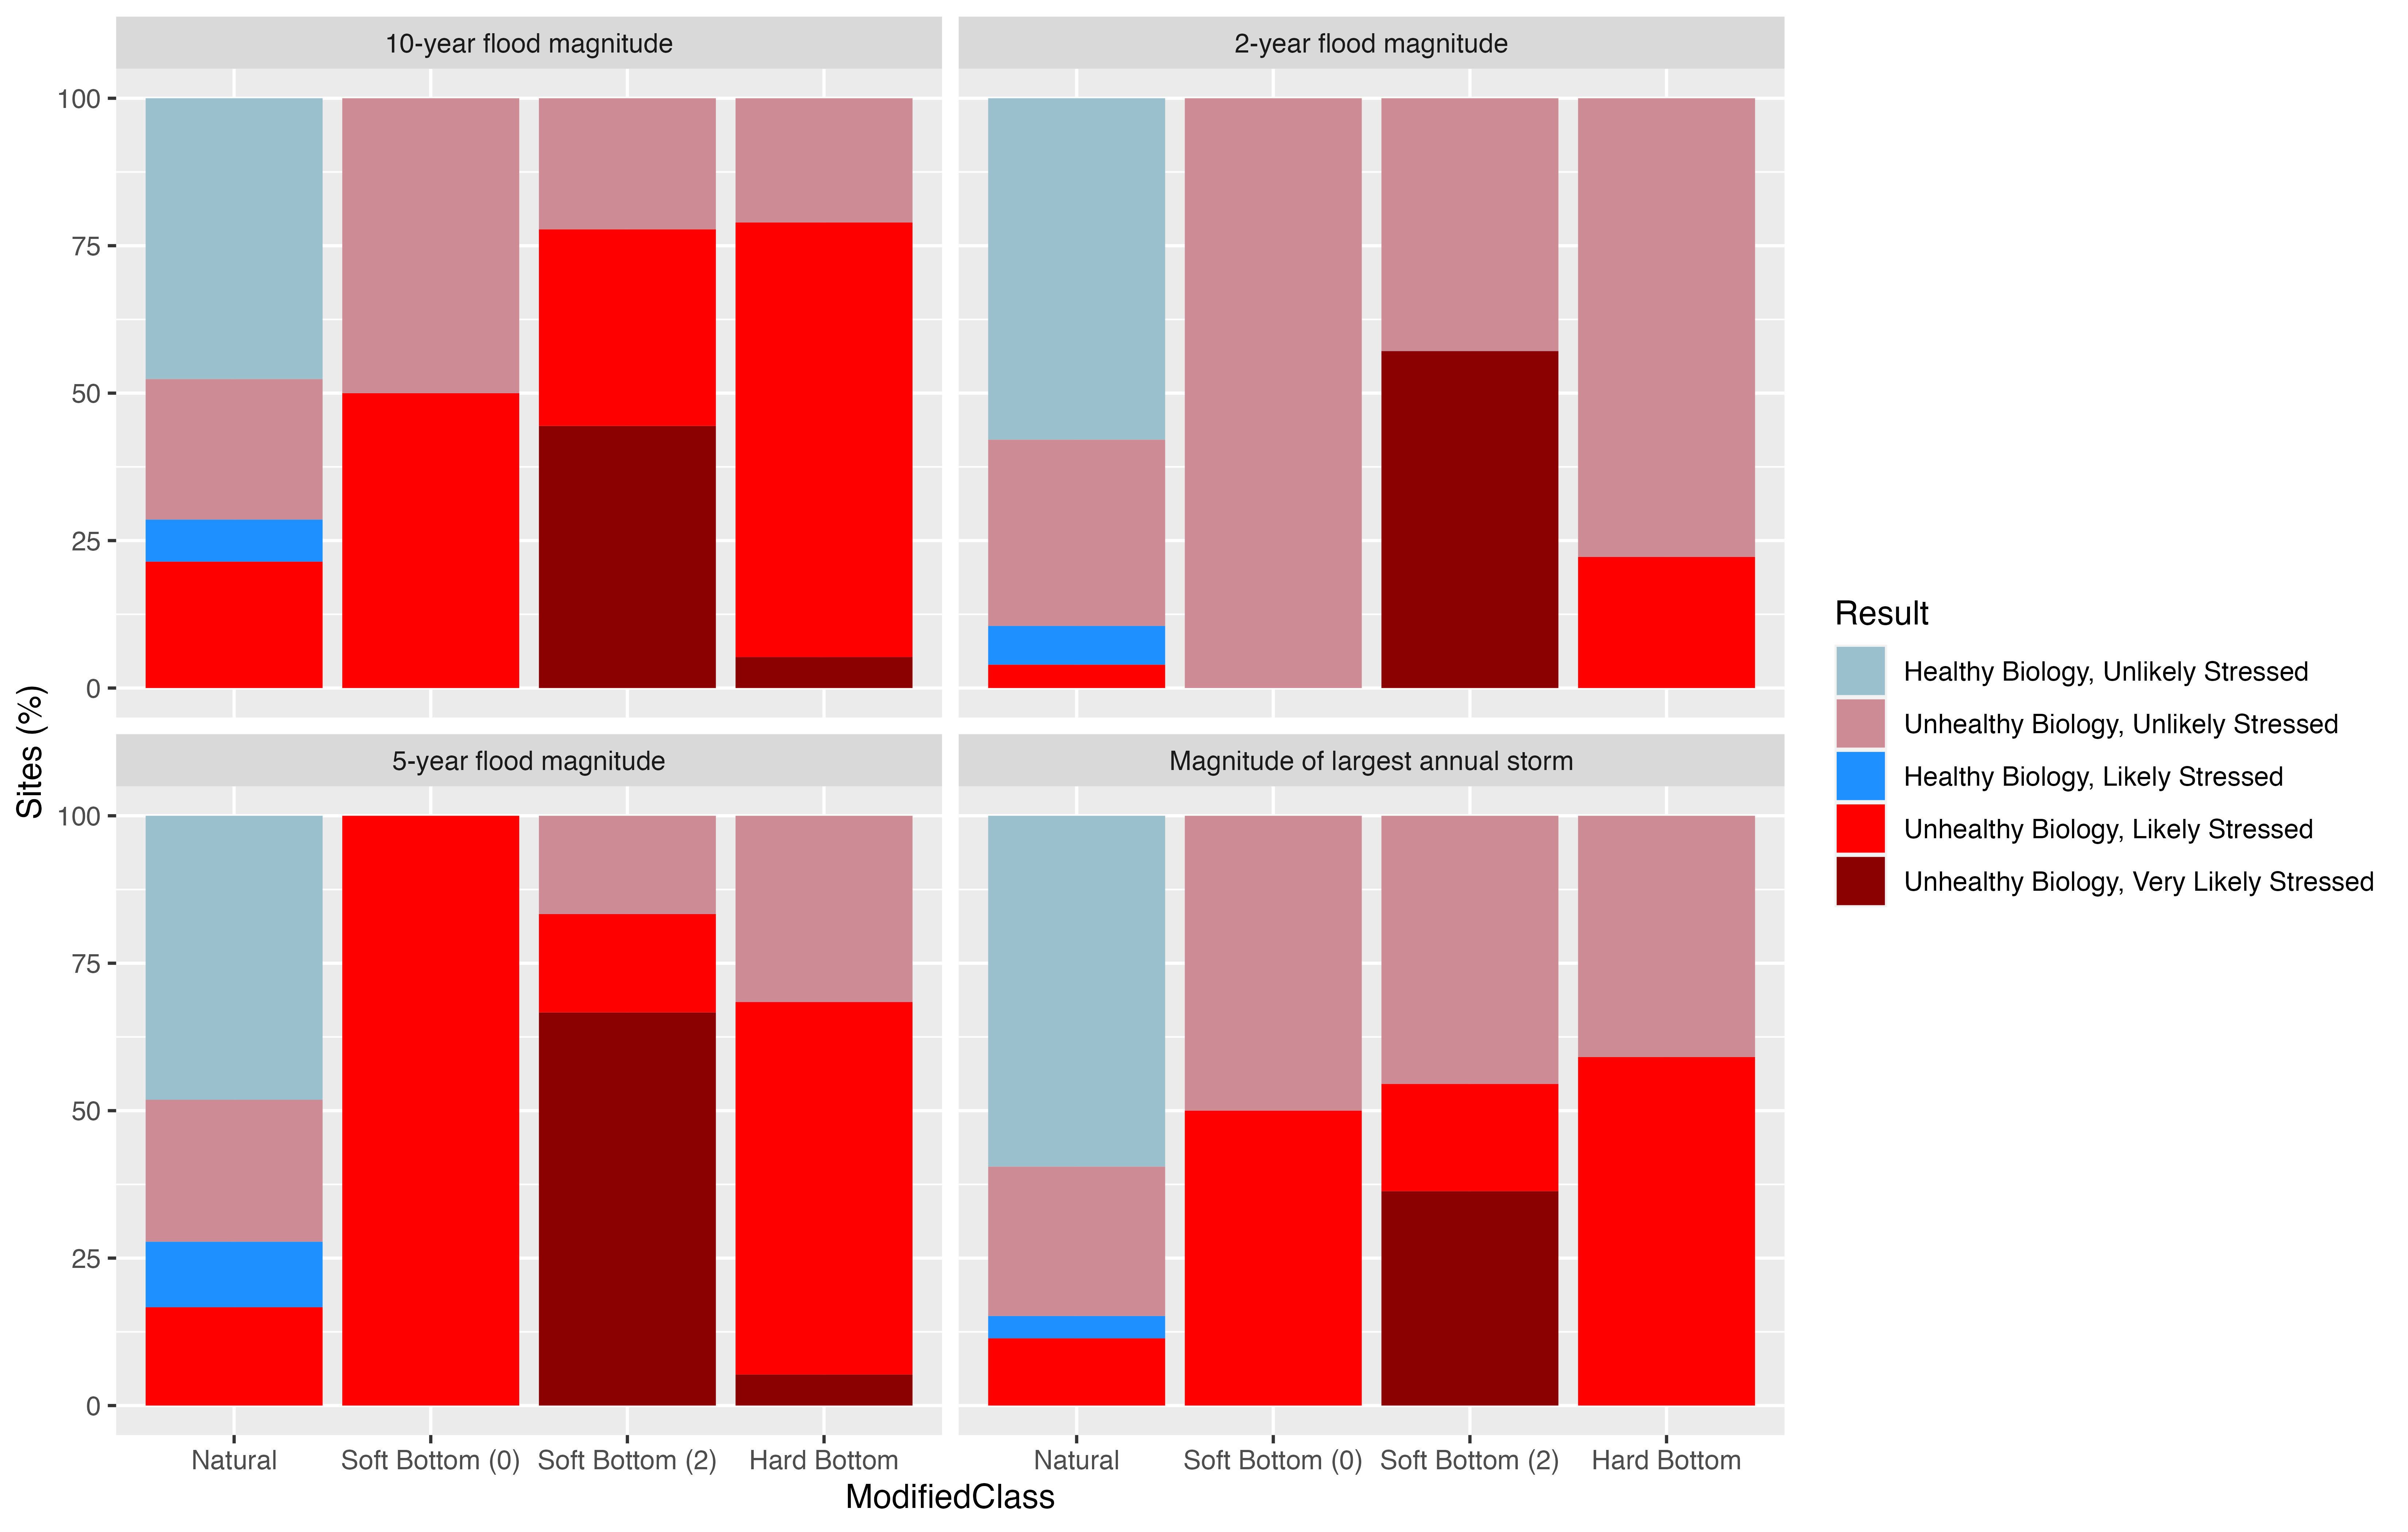 10-year flood magnitude
2-year flood magnitude
100
75
50
25
0
5-year flood magnitude
Magnitude of largest annual storm
100
75
50
25
0
Sites (%)
Natural
Soft Bottom (0)
Soft Bottom (2)
Hard Bottom
Natural
Soft Bottom (0)
Soft Bottom (2)
Hard Bottom
ModifiedClass
Result
Healthy Biology, Unlikely Stressed
Unhealthy Biology, Unlikely Stressed
Healthy Biology, Likely Stressed
Unhealthy Biology, Likely Stressed
Unhealthy Biology, Very Likely Stressed